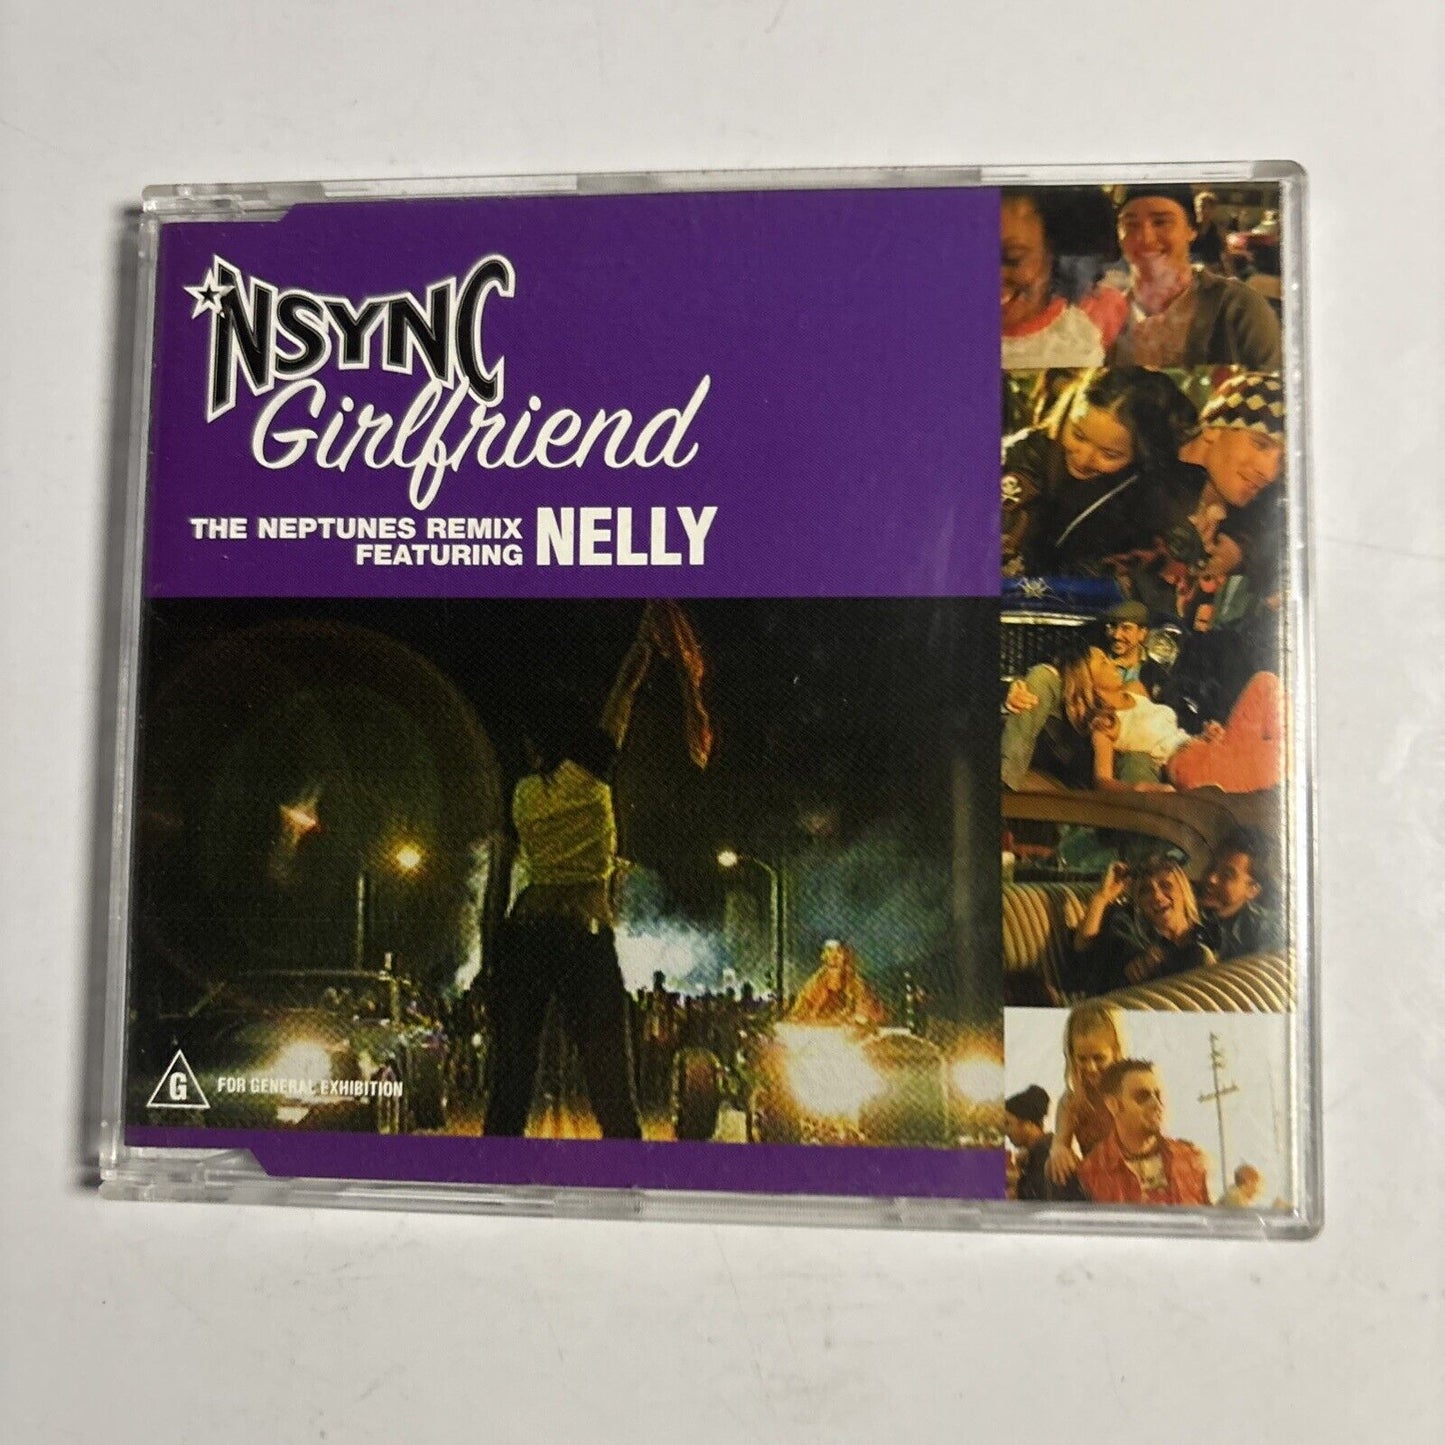 *NSYNC
Girlfriend
THE NEPTUNES REMIX
FEATURING NELLY
G FOR GENERAL EXHIBITION